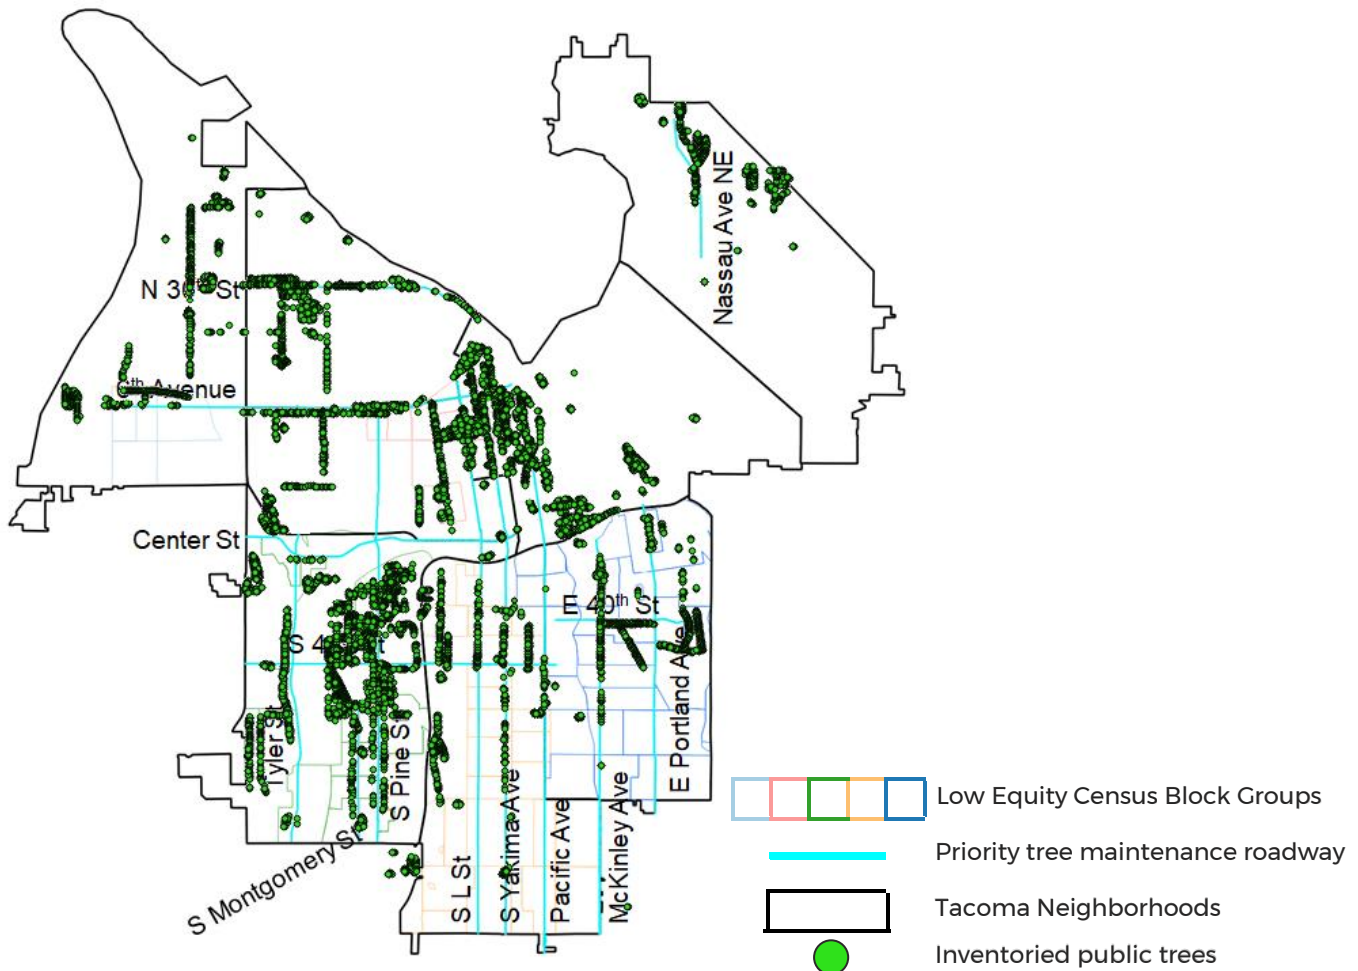 Nassau Ave NE
N 30th St
6th Avenue
Center St
E 40th St
S 4
t
Tyler St
S Pine St
E Portland Ave
S Montgomery St
S L St
S Yakima Ave
Pacific Ave
McKinley Ave
Low Equity Census Block Groups
Priority tree maintenance roadway
Tacoma Neighborhoods
Inventoried public trees